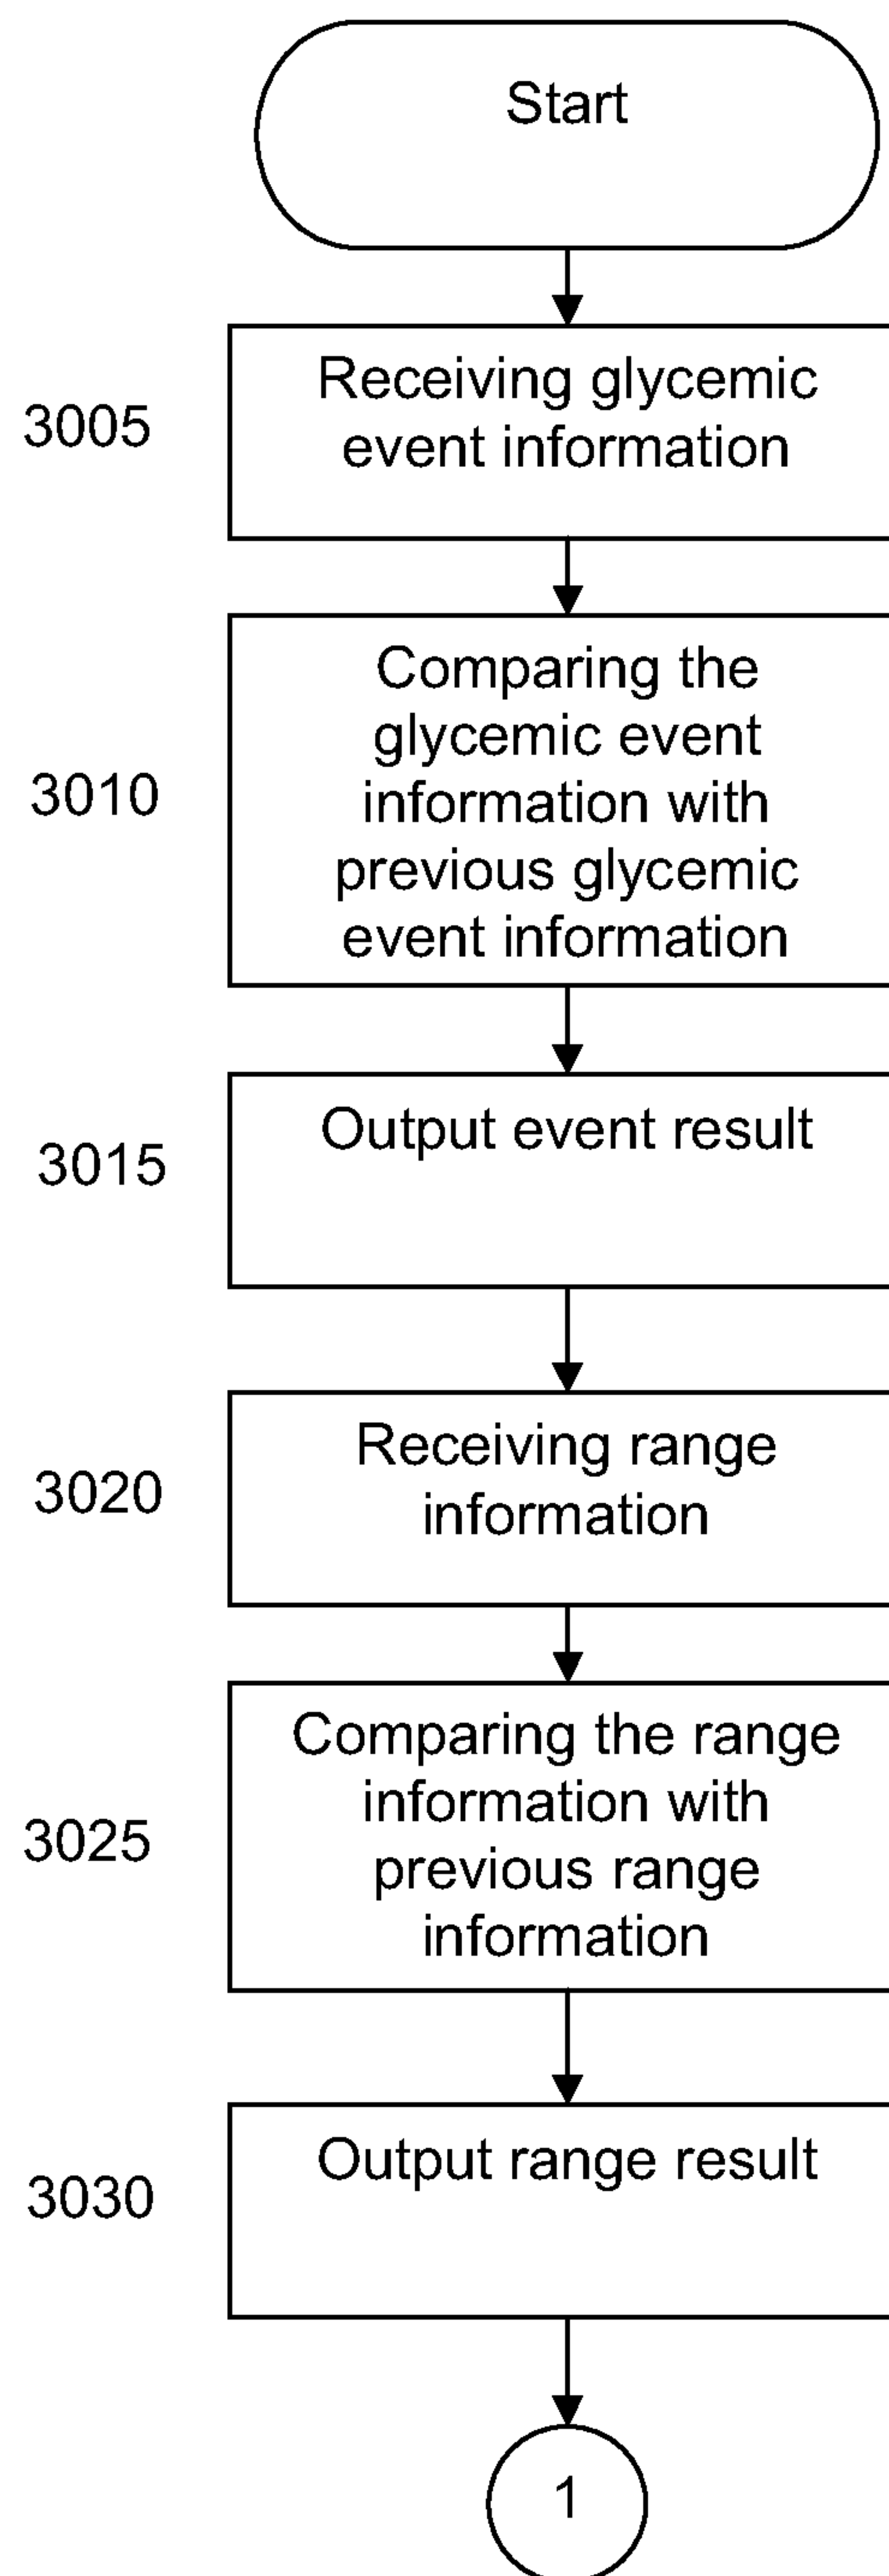 Start
3005
Receiving glycemic
event information
3010
Comparing the
glycemic event
information with
previous glycemic
event information
3015
Output event result
3020
Receiving range
information
3025
Comparing the range
information with
previous range
information
3030
Output range result
1